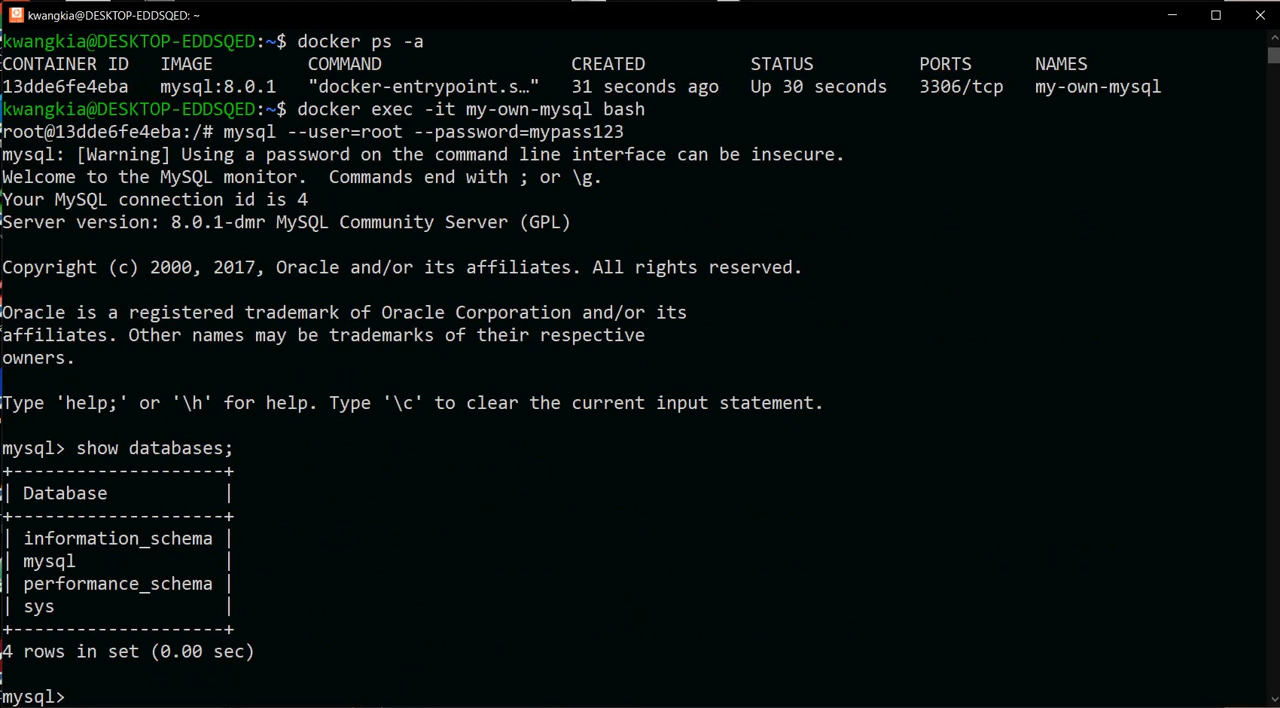 kwangkia@DESKTOP-EDDSQED: ~
kwangkia@DESKTOP-EDDSQED:~$ docker ps -a
CONTAINER ID   IMAGE         COMMAND                  CREATED          STATUS          PORTS      NAMES
13dde6fe4eba   mysql:8.0.1   "docker-entrypoint.s…"   31 seconds ago   Up 30 seconds   3306/tcp   my-own-mysql
kwangkia@DESKTOP-EDDSQED:~$ docker exec -it my-own-mysql bash
root@13dde6fe4eba:/# mysql --user=root --password=mypass123
mysql: [Warning] Using a password on the command line interface can be insecure.
Welcome to the MySQL monitor.  Commands end with ; or \g.
Your MySQL connection id is 4
Server version: 8.0.1-dmr MySQL Community Server (GPL)
Copyright (c) 2000, 2017, Oracle and/or its affiliates. All rights reserved.
Oracle is a registered trademark of Oracle Corporation and/or its
affiliates. Other names may be trademarks of their respective
owners.
Type 'help;' or '\h' for help. Type '\c' to clear the current input statement.
mysql> show databases;
+--------------------+
| Database           |
+--------------------+
| information_schema |
| mysql              |
| performance_schema |
| sys                |
+--------------------+
4 rows in set (0.00 sec)
mysql>